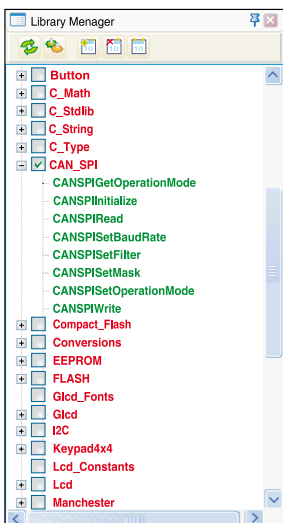 Library Menager
Button
C_Math
C_Stdlib
C_String
C_Type
CAN_SPI
CANSPIGetOperationMode
CANSPIInitialize
CANSPIRead
CANSPISetBaudRate
CANSPISetFilter
CANSPISetMask
CANSPISetOperationMode
CANSPIWrite
Compact_Flash
Conversions
EEPROM
FLASH
Glcd_Fonts
Glcd
I2C
Keypad4x4
Lcd_Constants
Lcd
Manchester